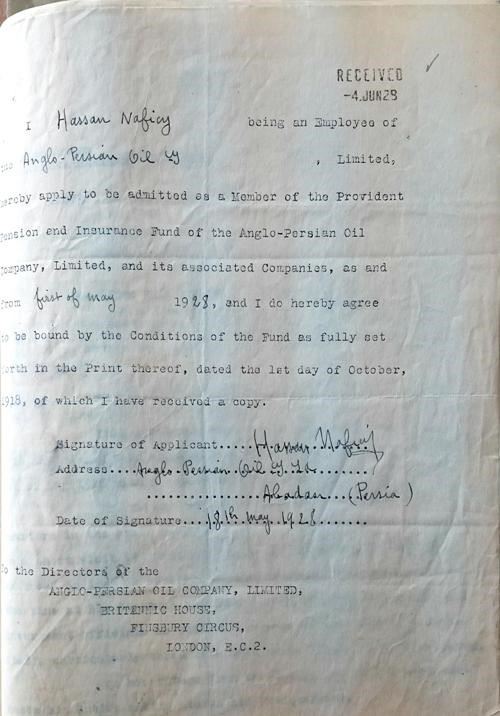 RECEIVED
-4.JUN28
I Hassan Naficy being an Employee of
the Anglo-Persian Oil Cy , Limited,
hereby apply to be admitted as a Member of the Provident
Pension and Insurance Fund of the Anglo-Persian Oil
Company, Limited, and its associated Companies, as and
from first of may 1928, and I do hereby agree
to be bound by the Conditions of the Fund as fully set
forth in the Print thereof, dated the 1st day of October,
1918, of which I have received a copy.
Signature of Applicant.....Hassan Naficy
Address....Anglo-Persian Oil Cy. Ld........
................Abadan...(Persia)
Date of Signature....18th may 1928.......
To the Directors of the
ANGLO-PERSIAN OIL COMPANY, LIMITED,
BRITANNIC HOUSE,
FINSBURY CIRCUS,
LONDON, E.C.2.